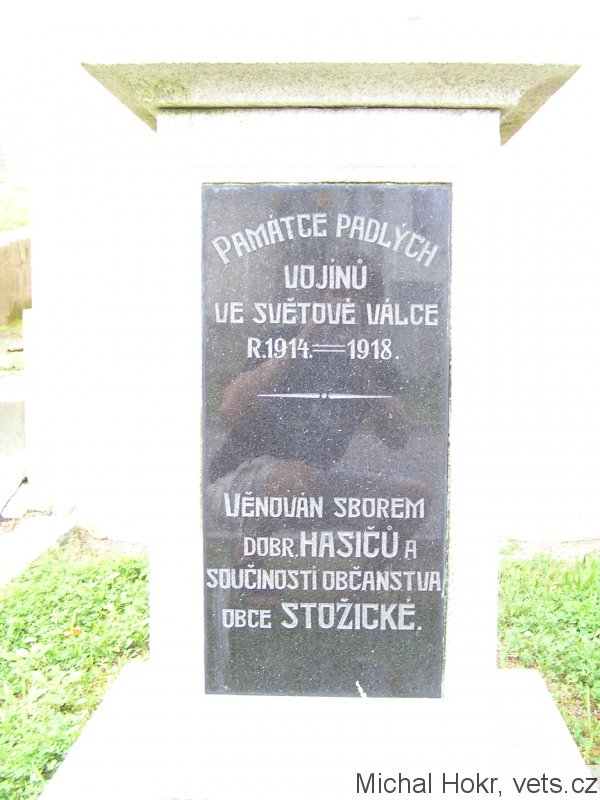 PAMÁTCE PADLÝCH
VOJÍNŮ
VE SVĚTOVÉ VÁLCE
R.1914.=1918.
VĚNOVÁN SBOREM
DOBR. HASIČŮ A
SOUČINOSTÍ OBČANSTVA
OBCE STOŽICKÉ.
Michal Hokr, vets.cz